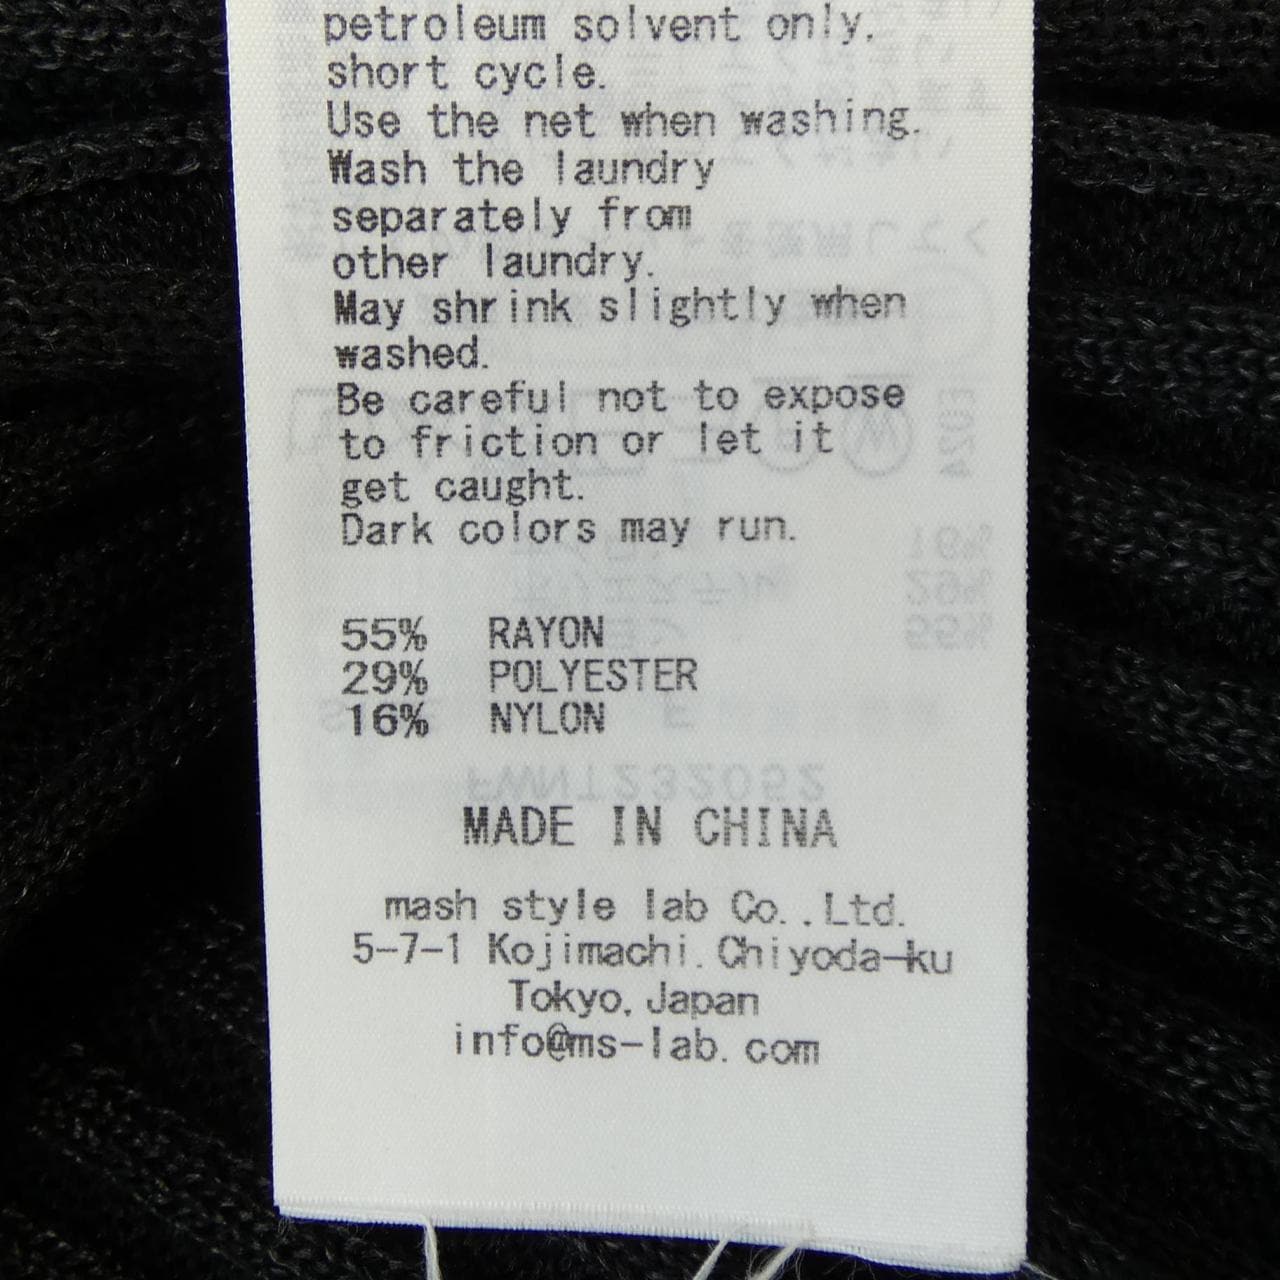 petroleum solvent only.
short cycle.
Use the net when washing.
Wash the laundry
separately from
other laundry.
May shrink slightly when
washed.
Be careful not to expose
to friction or let it
get caught.
Dark colors may run.
55% RAYON
29% POLYESTER
16% NYLON
FWNT232052
MADE IN CHINA
mash style lab Co.,Ltd.
5-7-1 Kojimachi.Chiyoda-ku
Tokyo,Japan
info@ms-lab.com